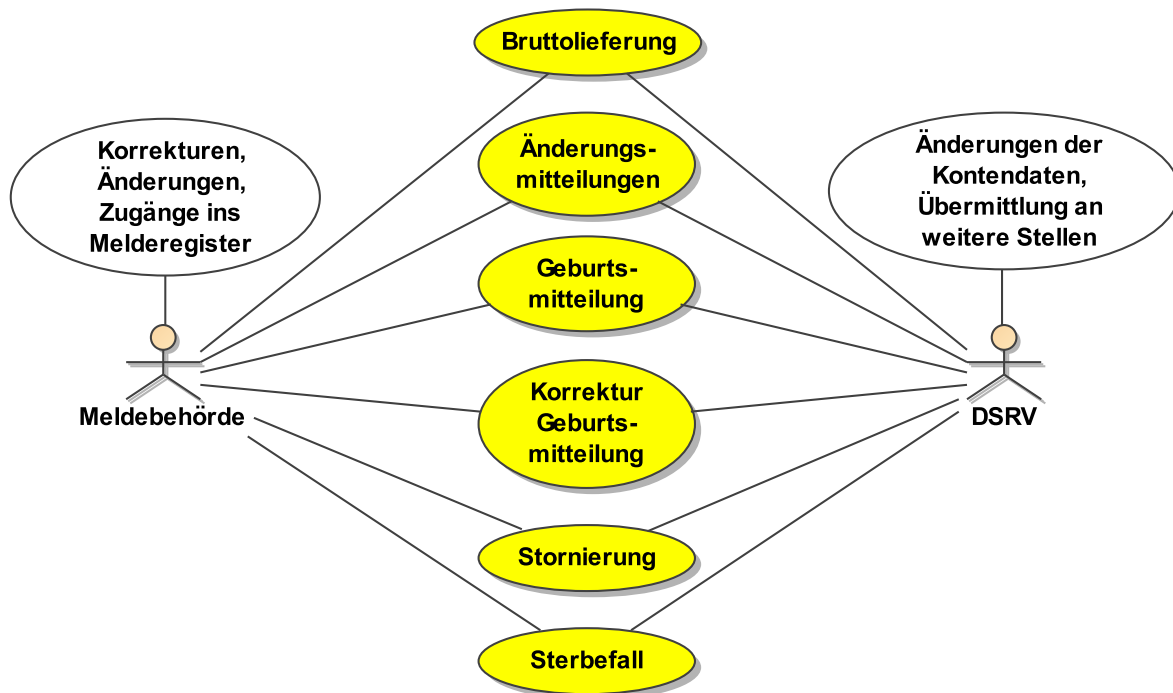 Bruttolieferung
Korrekturen,
Änderungen,
Zugänge ins
Melderegister
Änderungs-
mitteilungen
Änderungen der
Kontendaten,
Übermittlung an
weitere Stellen
Geburts-
mitteilung
Meldebehörde
Korrektur
Geburts-
mitteilung
DSRV
Stornierung
Sterbefall